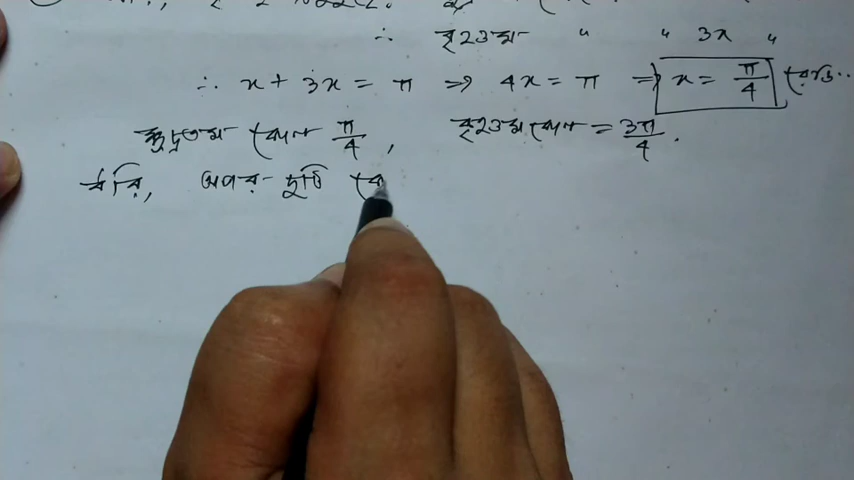 ∴ বৃহত্তম " " 3x "
∴ x + 3x = π ⇒ 4x = π ⇒ x = π/4
ক্ষুদ্রতম কোণ π/4, বৃহত্তম কোণ = 3π/4.
ধরি, অপর দুটি কো